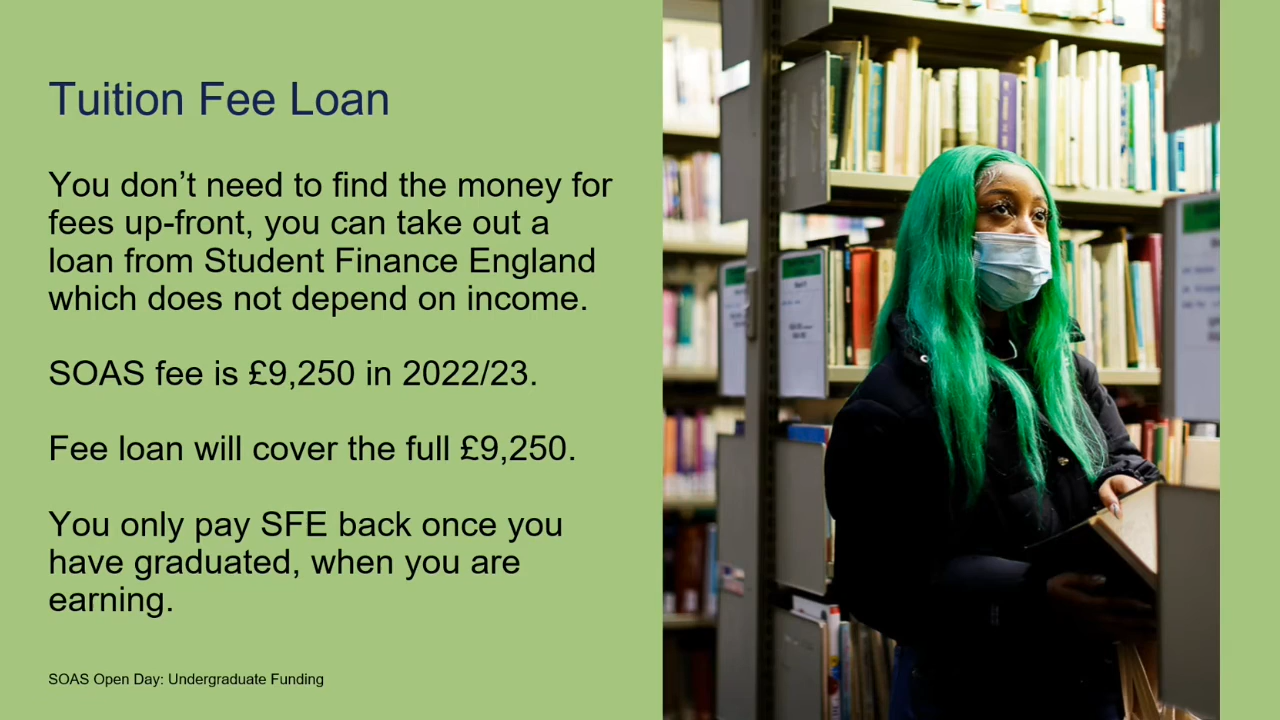 Tuition Fee Loan
You don’t need to find the money for
fees up-front, you can take out a
loan from Student Finance England
which does not depend on income.
SOAS fee is £9,250 in 2022/23.
Fee loan will cover the full £9,250.
You only pay SFE back once you
have graduated, when you are
earning.
SOAS Open Day: Undergraduate Funding